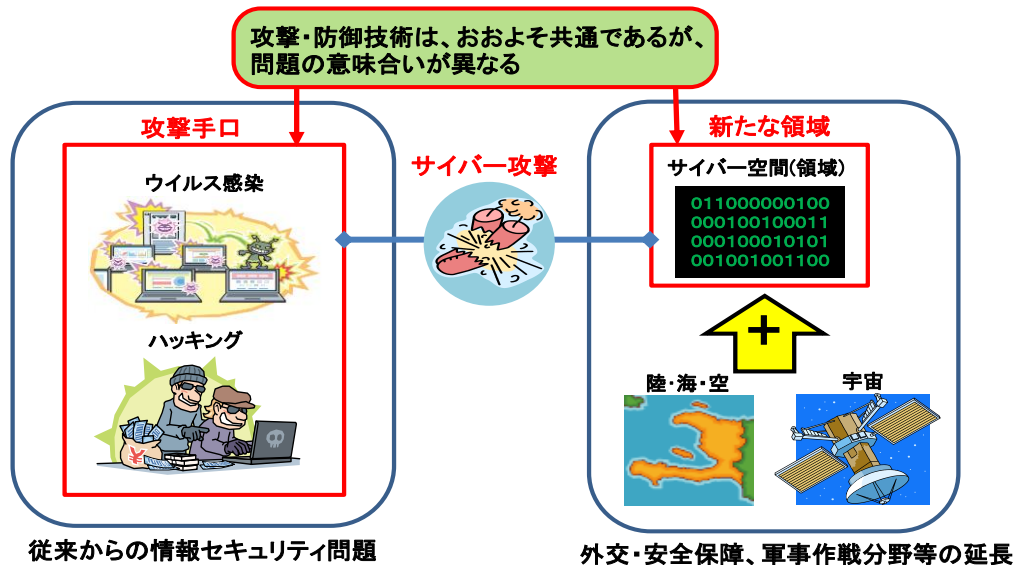 攻撃・防御技術は、おおよそ共通であるが、
問題の意味合いが異なる
攻撃手口
ウイルス感染
ハッキング
¥
従来からの情報セキュリティ問題
サイバー攻撃
新たな領域
サイバー空間(領域)
011000000100
000100100011
000100010101
001001001100
+
陸・海・空
宇宙
外交・安全保障、軍事作戦分野等の延長